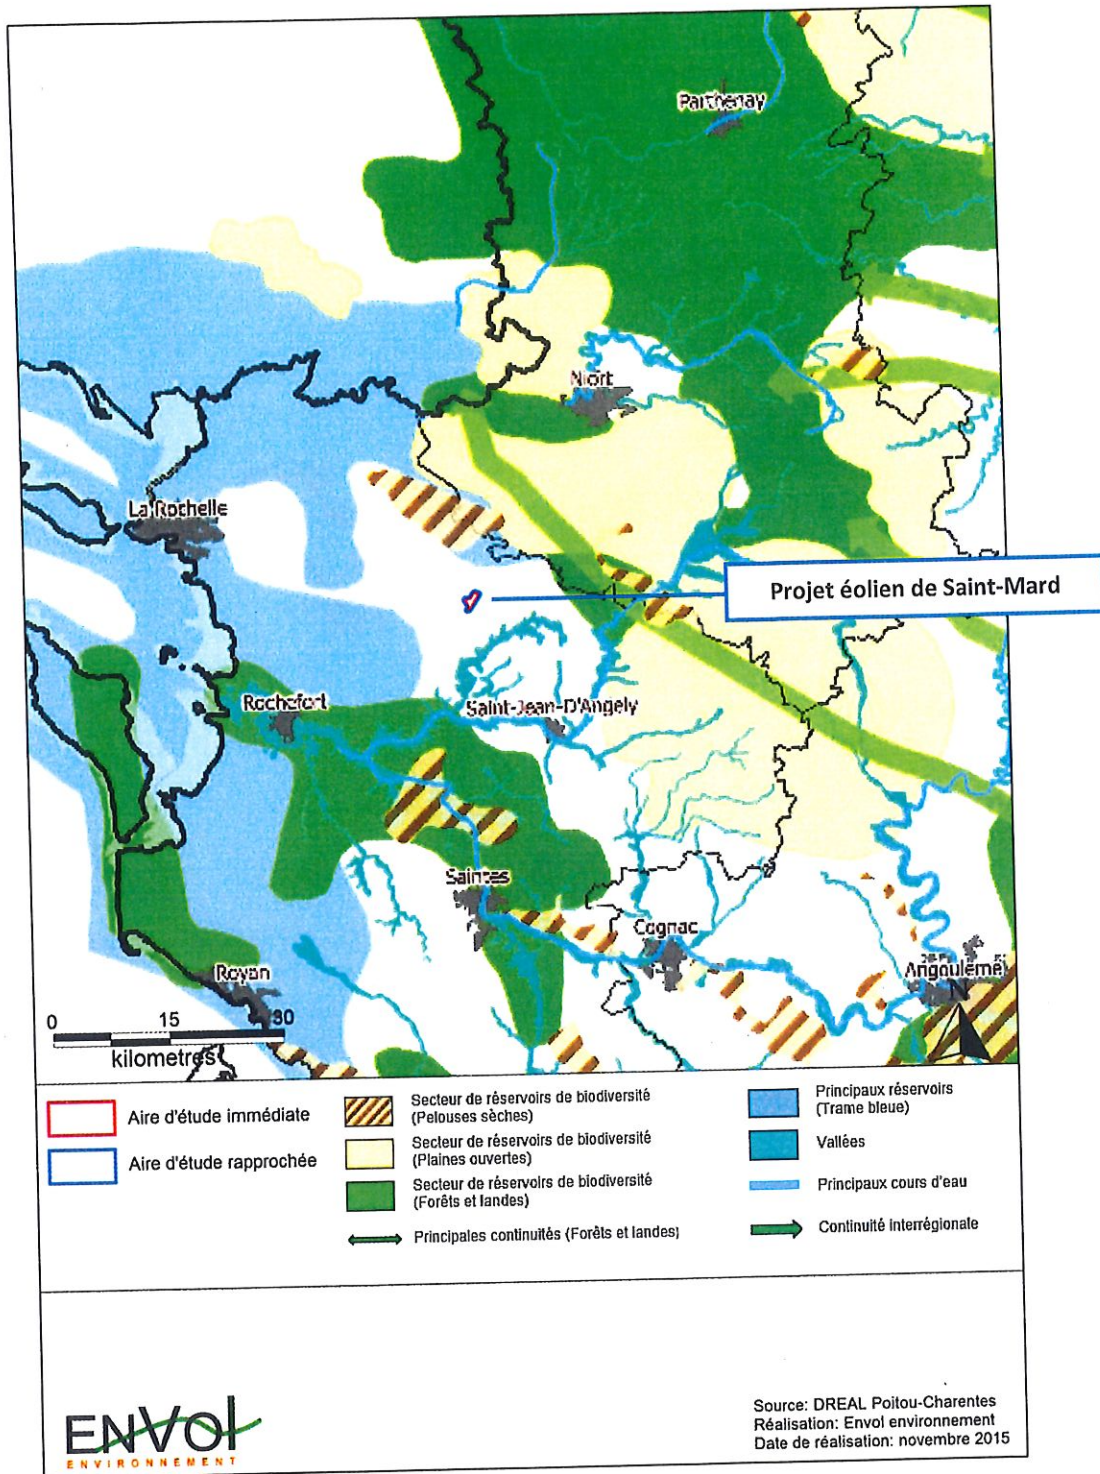 Parthenay
Niort
La Rochelle
Projet éolien de Saint-Mard
Rochefort
Saint-Jean-D'Angely
Saintes
Cognac
Angoulême
Royan
N
0 15 30
kilometres
Aire d'étude immédiate
Aire d'étude rapprochée
Secteur de réservoirs de biodiversité
(Pelouses sèches)
Secteur de réservoirs de biodiversité
(Plaines ouvertes)
Secteur de réservoirs de biodiversité
(Forêts et landes)
Principales continuités (Forêts et landes)
Principaux réservoirs
(Trame bleue)
Vallées
Principaux cours d'eau
Continuité interrégionale
ENVOl
ENVIRONNEMENT
Source: DREAL Poitou-Charentes
Réalisation: Envol environnement
Date de réalisation: novembre 2015